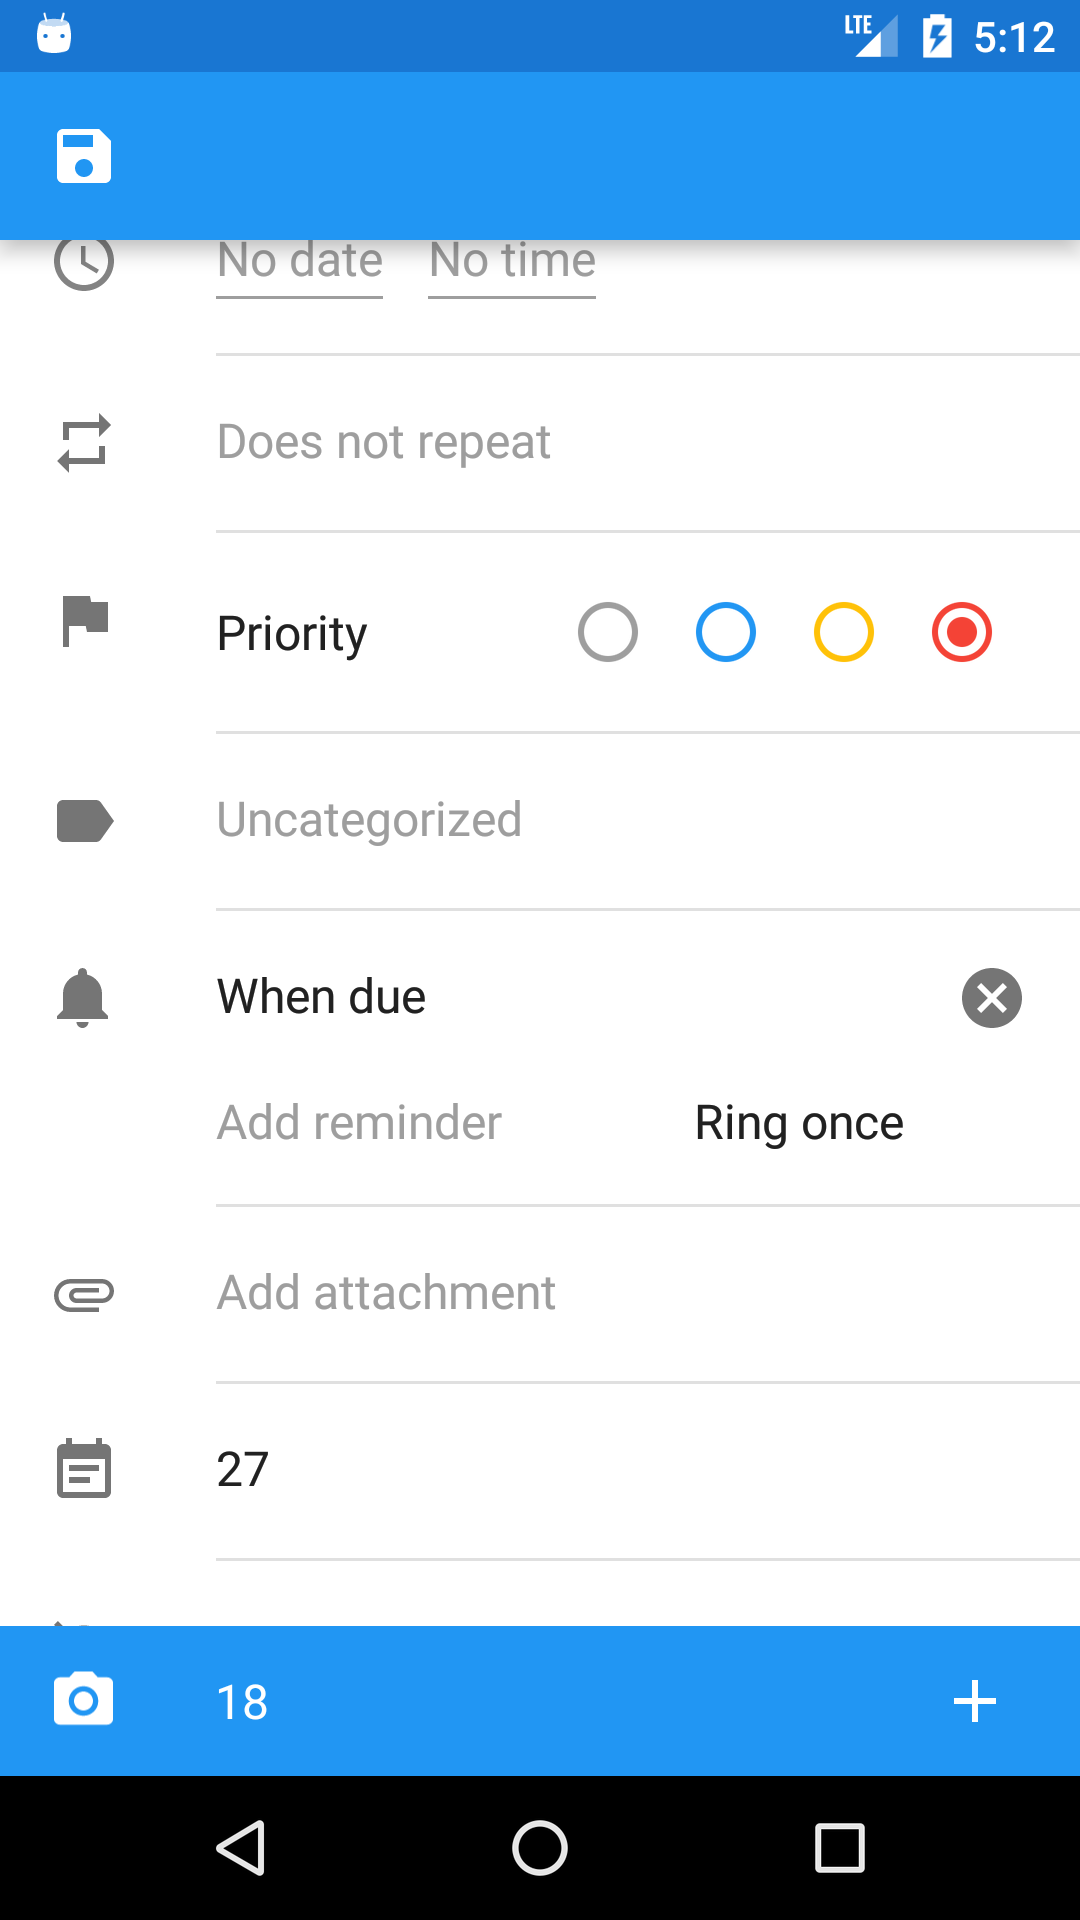 LTE 5:12
No date No time
Does not repeat
Priority
Uncategorized
When due
Add reminder Ring once
Add attachment
27
18